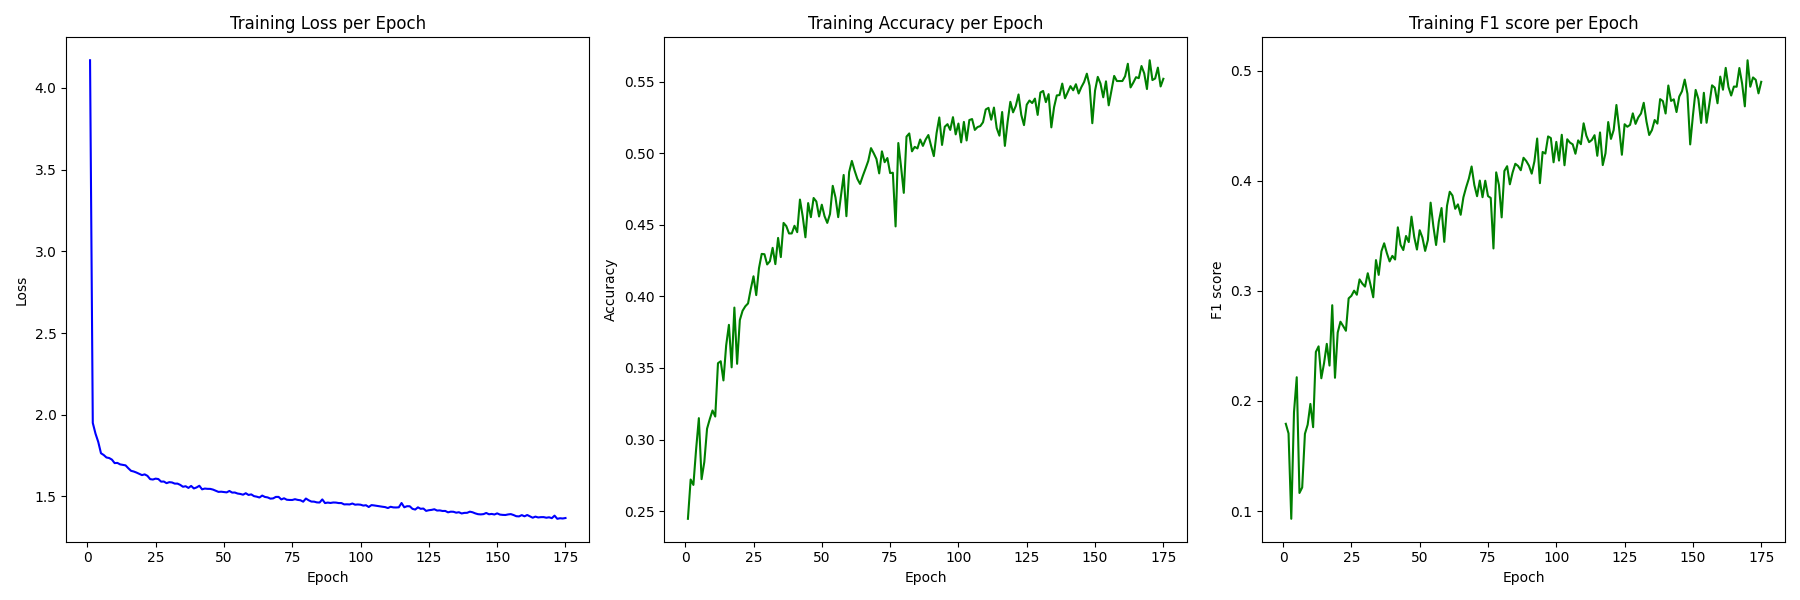 Training Loss per Epoch
4.0
3.5
3.0
2.5
2.0
1.5
Loss
0 25 50 75 100 125 150 175
Epoch
Training Accuracy per Epoch
0.55
0.50
0.45
0.40
0.35
0.30
0.25
Accuracy
0 25 50 75 100 125 150 175
Epoch
Training F1 score per Epoch
0.5
0.4
0.3
0.2
0.1
F1 score
0 25 50 75 100 125 150 175
Epoch